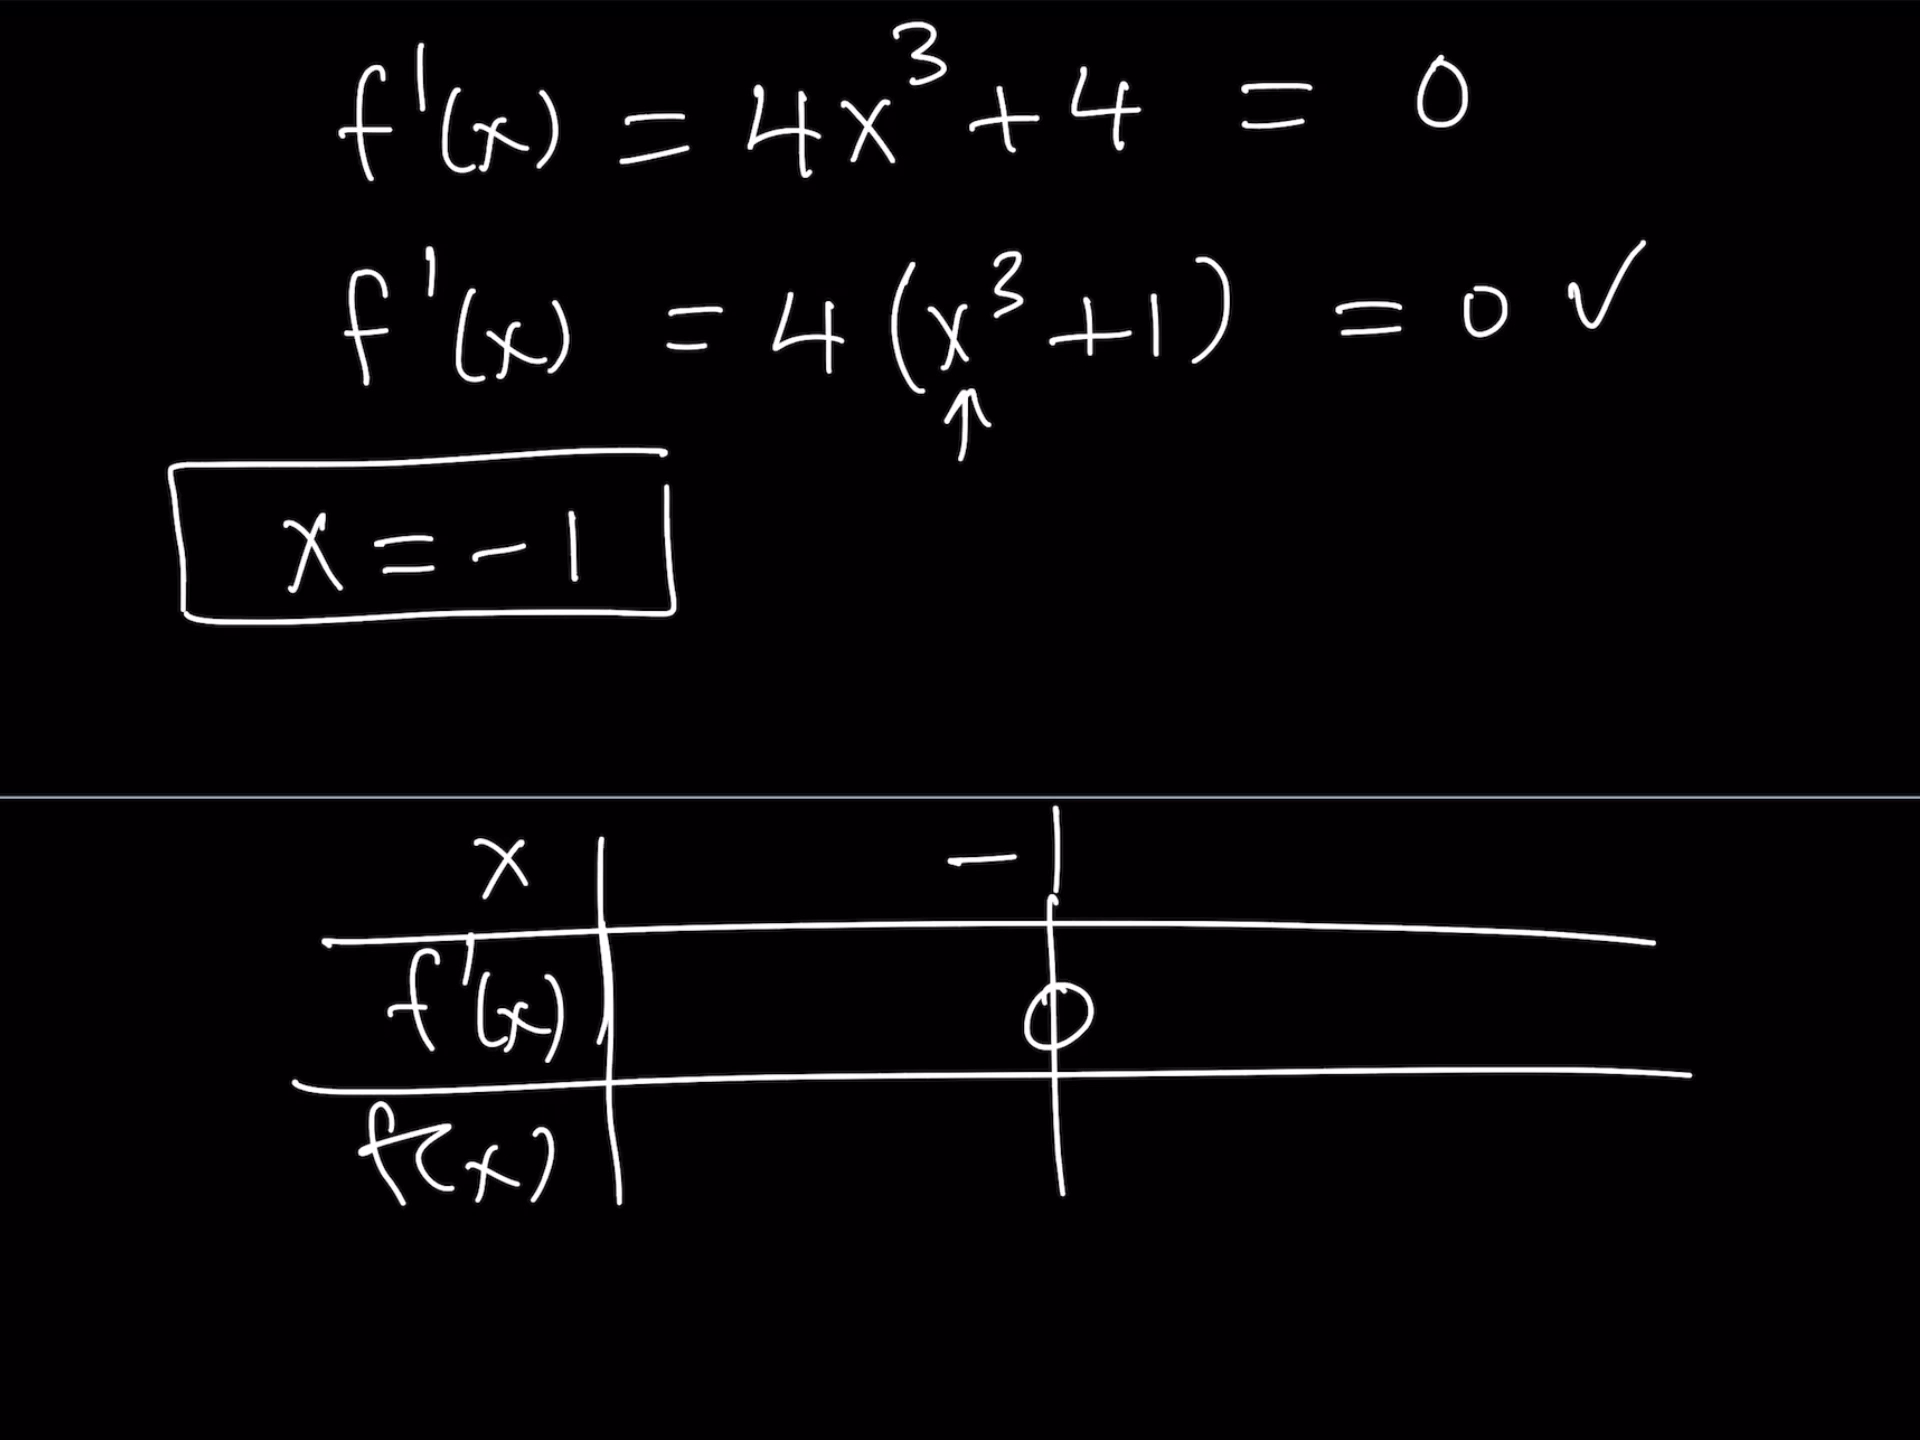 f'(x) = 4x³ + 4 = 0
f'(x) = 4(x³ + 1) = 0 ✓
↑
x = -1
x -1
f'(x) 0
f(x)